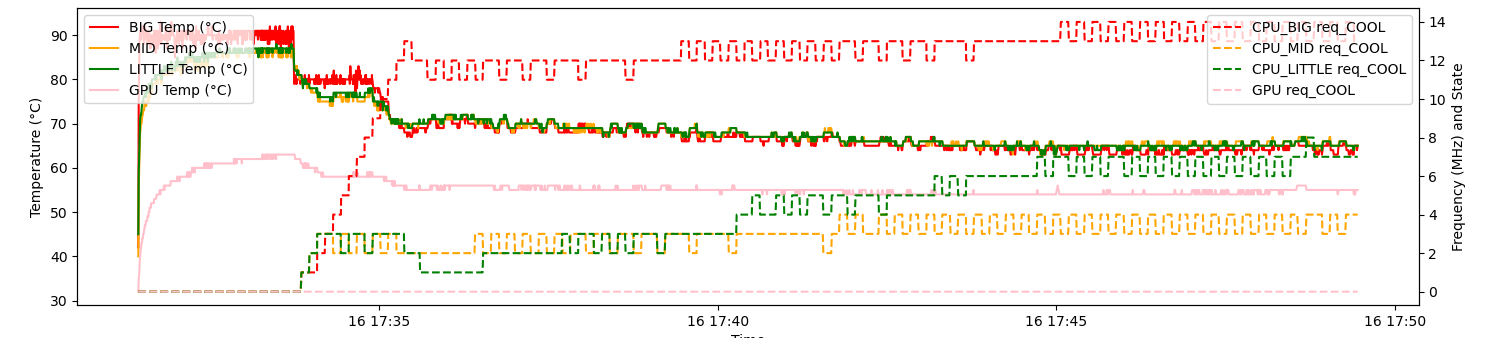 BIG Temp (°C)
MID Temp (°C)
LITTLE Temp (°C)
GPU Temp (°C)
CPU_BIG req_COOL
CPU_MID req_COOL
CPU_LITTLE req_COOL
GPU req_COOL
Temperature (°C)
90
80
70
60
50
40
30
14
12
10
8
6
4
2
0
Frequency (MHz) and State
16 17:35
16 17:40
16 17:45
16 17:50
Time